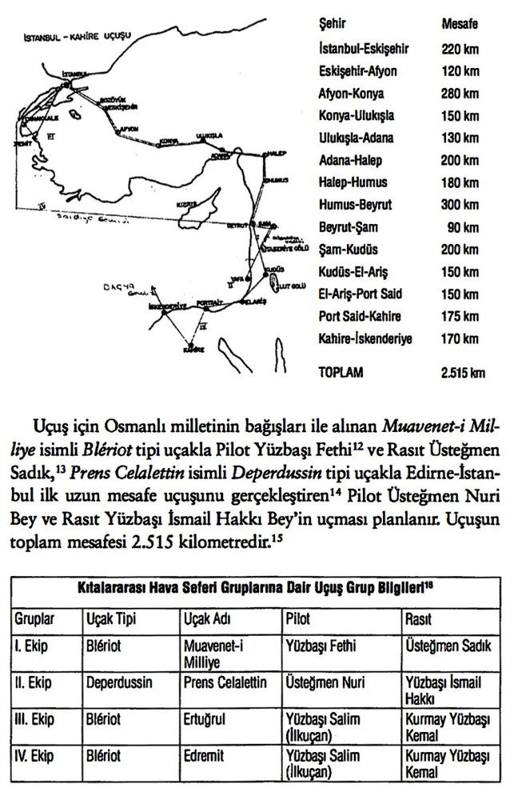 İSTANBUL - KAHİRE UÇUŞU
İSTANBUL
BOZÖYÜK
ESKİŞEHİR
AFYON
KONYA
ULUKIŞLA
ADANA
HALEP
HUMUS
KIBRIS
BEYRUT
ŞAM
TABERİYE GÖLÜ
KUDÜS
YAFA
LUT GÖLÜ
ELARİŞ
PORTSAİT
İSKENDERİYE
KAHİRE
Şehir Mesafe
İstanbul-Eskişehir 220 km
Eskişehir-Afyon 120 km
Afyon-Konya 280 km
Konya-Ulukışla 150 km
Ulukışla-Adana 130 km
Adana-Halep 200 km
Halep-Humus 180 km
Humus-Beyrut 300 km
Beyrut-Şam 90 km
Şam-Kudüs 200 km
Kudüs-El-Ariş 150 km
El-Ariş-Port Said 150 km
Port Said-Kahire 175 km
Kahire-İskenderiye 170 km
TOPLAM 2.515 km
Uçuş için Osmanlı milletinin bağışları ile alınan Muavenet-i Mil-
liye isimli Blériot tipi uçakla Pilot Yüzbaşı Fethi12 ve Rasıt Üsteğmen
Sadık,13 Prens Celalettin isimli Deperdussin tipi uçakla Edirne-İstan-
bul ilk uzun mesafe uçuşunu gerçekleştiren14 Pilot Üsteğmen Nuri
Bey ve Rasıt Yüzbaşı İsmail Hakkı Bey'in uçması planlanır. Uçuşun
toplam mesafesi 2.515 kilometredir.15
Kıtalararası Hava Seferi Gruplarına Dair Uçuş Grup Bilgileri16
Gruplar Uçak Tipi Uçak Adı Pilot Rasıt
I. Ekip Blériot Muavenet-i Milliye Yüzbaşı Fethi Üsteğmen Sadık
II. Ekip Deperdussin Prens Celalettin Üsteğmen Nuri Yüzbaşı İsmail Hakkı
III. Ekip Blériot Ertuğrul Yüzbaşı Salim (İlkuçan) Kurmay Yüzbaşı Kemal
IV. Ekip Blériot Edremit Yüzbaşı Salim (İlkuçan) Kurmay Yüzbaşı Kemal